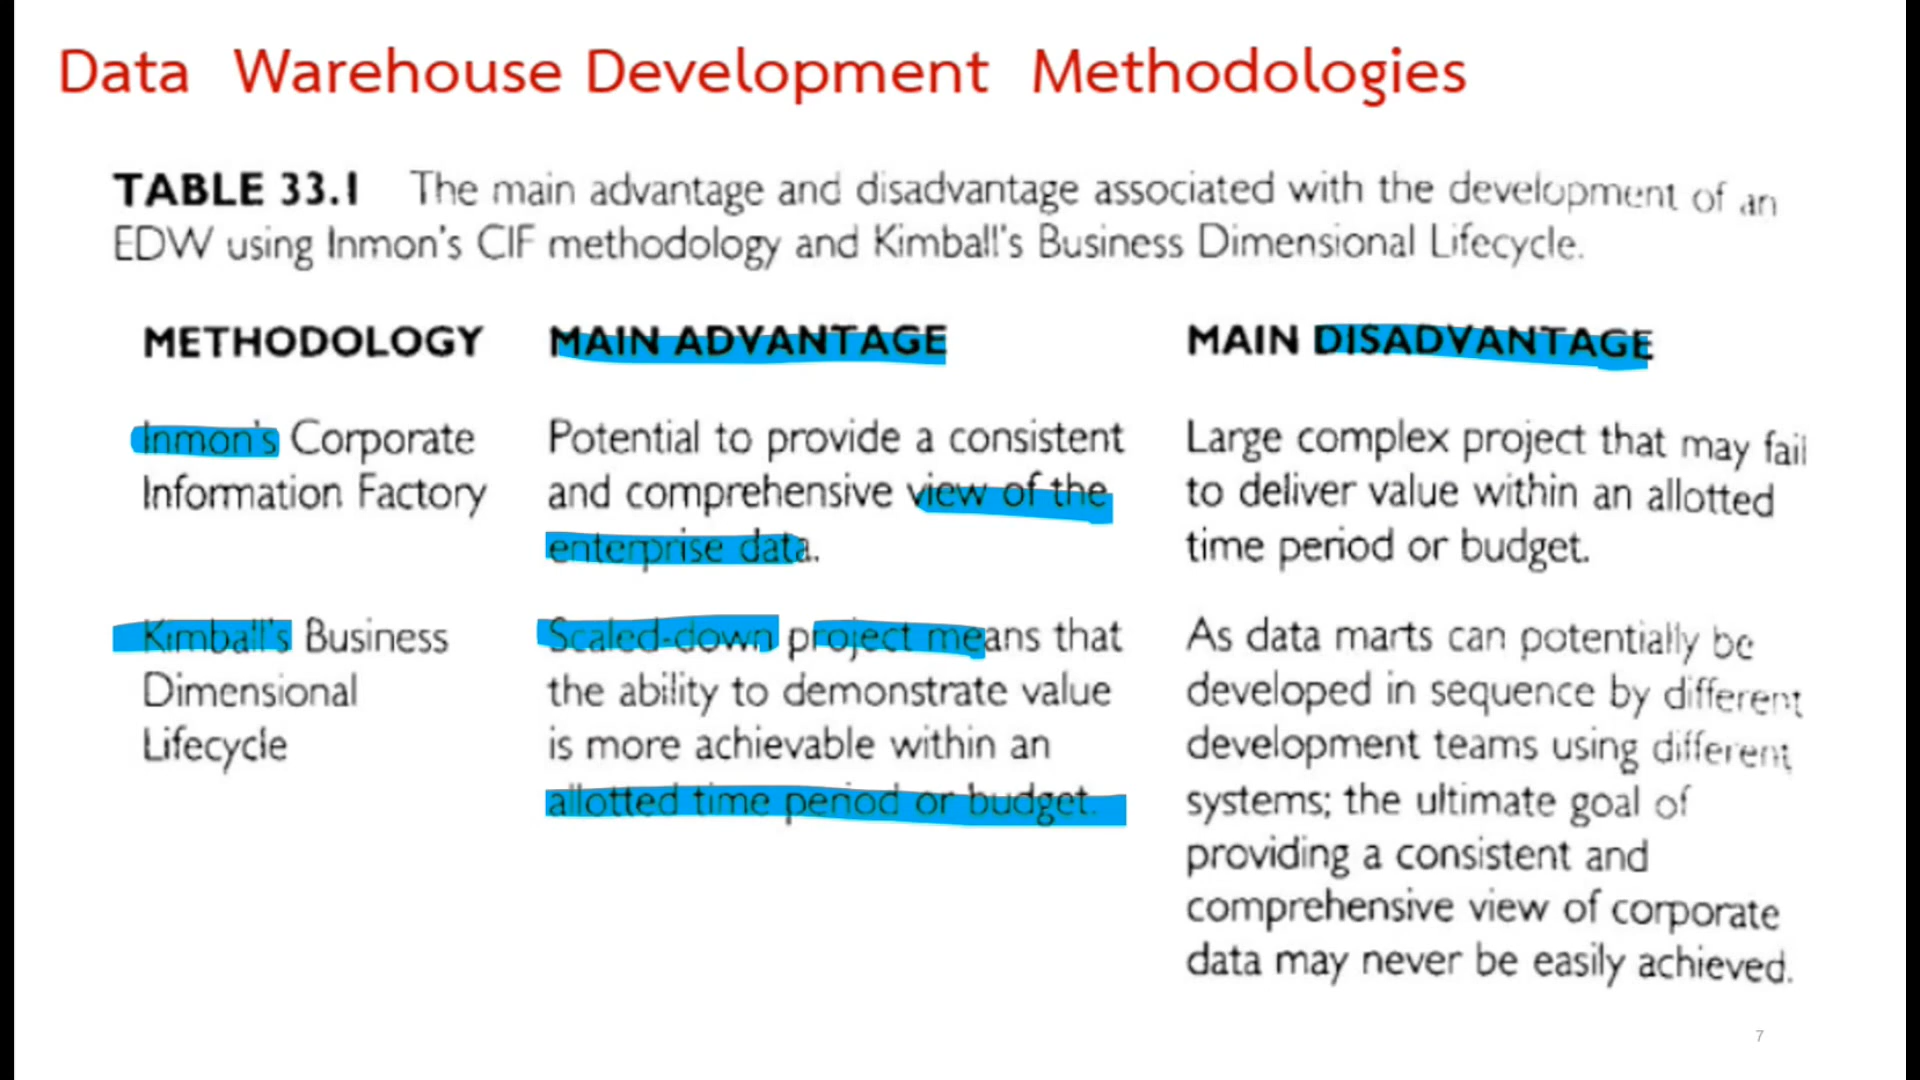 Data Warehouse Development Methodologies
TABLE 33.1 The main advantage and disadvantage associated with the development of an
EDW using Inmon's CIF methodology and Kimball's Business Dimensional Lifecycle.
METHODOLOGY MAIN ADVANTAGE MAIN DISADVANTAGE
Inmon's Corporate
Information Factory
Potential to provide a consistent
and comprehensive view of the
enterprise data.
Large complex project that may fail
to deliver value within an allotted
time period or budget.
Kimball's Business
Dimensional
Lifecycle
Scaled-down project means that
the ability to demonstrate value
is more achievable within an
allotted time period or budget.
As data marts can potentially be
developed in sequence by different
development teams using different
systems; the ultimate goal of
providing a consistent and
comprehensive view of corporate
data may never be easily achieved.
7